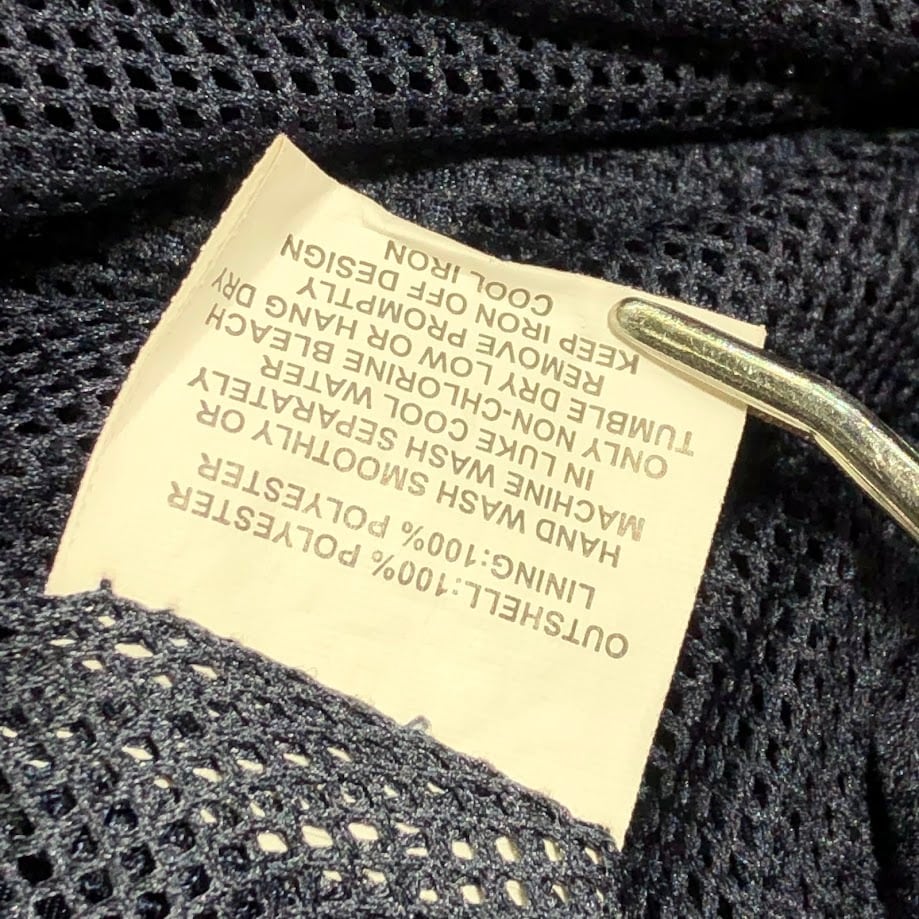 OUTSHELL:100% POLYESTER
LINING:100% POLYESTER
HAND WASH SMOOTHLY OR
MACHINE WASH SEPARATELY
IN LUKE COOL WATER
ONLY NON-CHLORINE BLEACH
TUMBLE DRY LOW OR HANG DRY
REMOVE PROMPTLY
KEEP IRON OFF DESIGN
COOL IRON